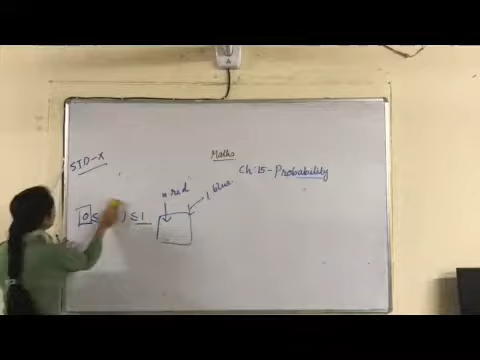 Maths
STD-X
Ch:15-Probability
n red
1 blue
0 ≤ ) ≤ 1